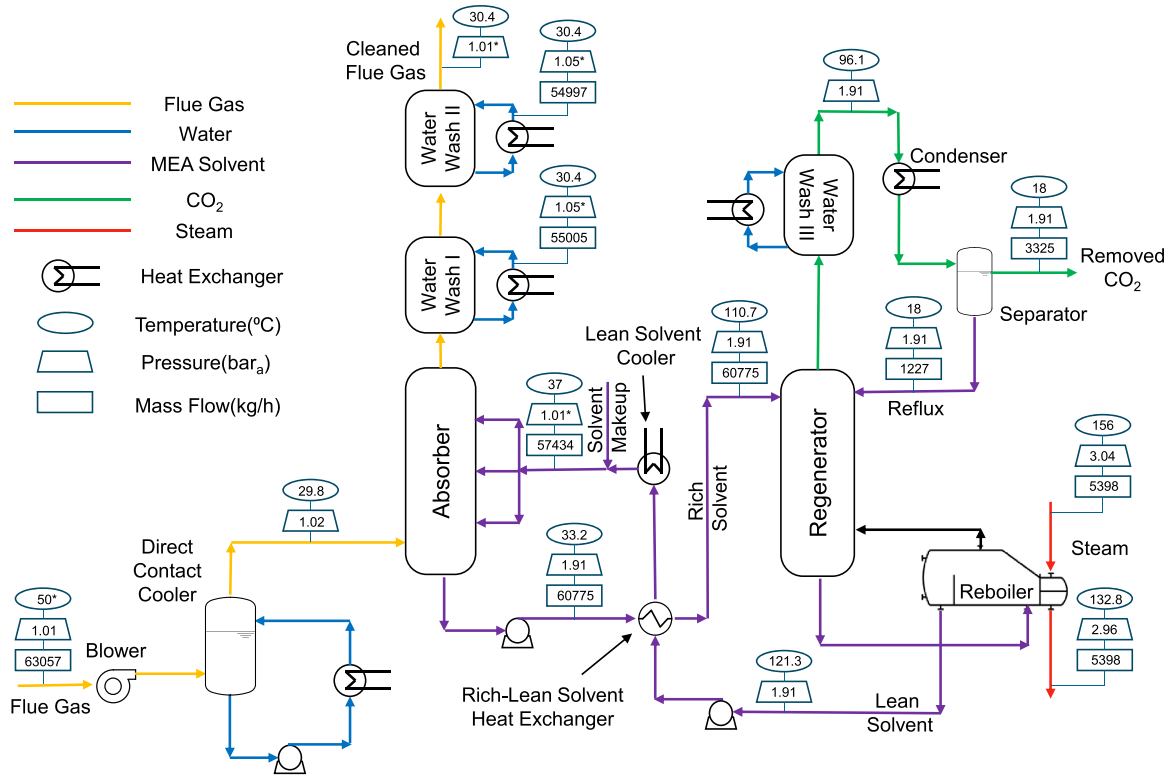 Flue Gas
Water
MEA Solvent
CO₂
Steam
Heat Exchanger
Temperature(ºC)
Pressure(barₐ)
Mass Flow(kg/h)
Cleaned
Flue Gas
30.4
1.01*
30.4
1.05*
54997
Water
Wash II
30.4
1.05*
55005
Water
Wash I
96.1
1.91
Condenser
Water
Wash III
18
1.91
3325
Removed
CO₂
Separator
18
1.91
1227
Reflux
110.7
1.91
60775
Lean Solvent
Cooler
37
1.01*
57434
Solvent
Makeup
Absorber
Rich
Solvent
Regenerator
156
3.04
5398
Steam
Reboiler
132.8
2.96
5398
29.8
1.02
Direct
Contact
Cooler
33.2
1.91
60775
50*
1.01
63057
Blower
Flue Gas
Rich-Lean Solvent
Heat Exchanger
121.3
1.91
Lean
Solvent